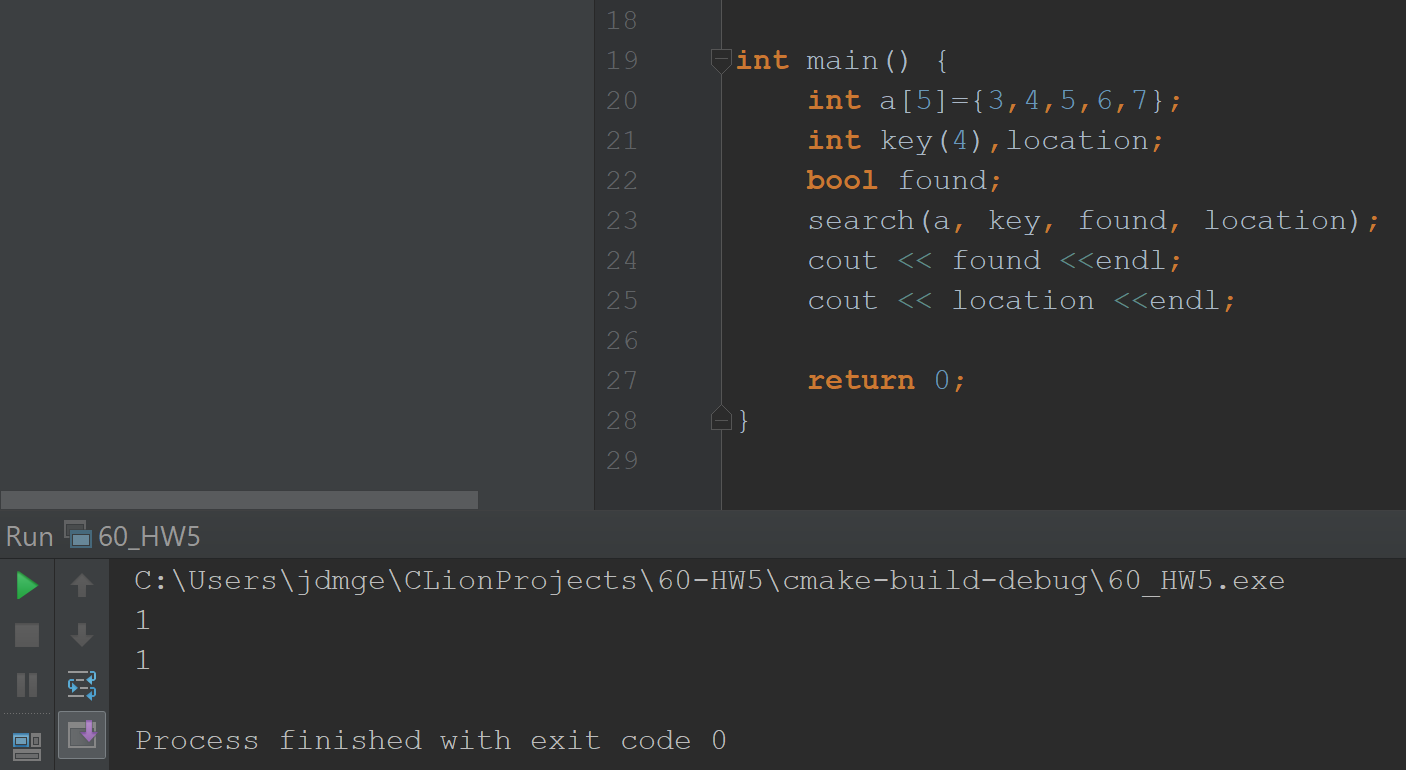 18
19 int main() {
20 int a[5]={3,4,5,6,7};
21 int key(4),location;
22 bool found;
23 search(a, key, found, location);
24 cout << found <<endl;
25 cout << location <<endl;
26
27 return 0;
28 }
29
Run 60_HW5
C:\Users\jdmge\CLionProjects\60-HW5\cmake-build-debug\60_HW5.exe
1
1
Process finished with exit code 0